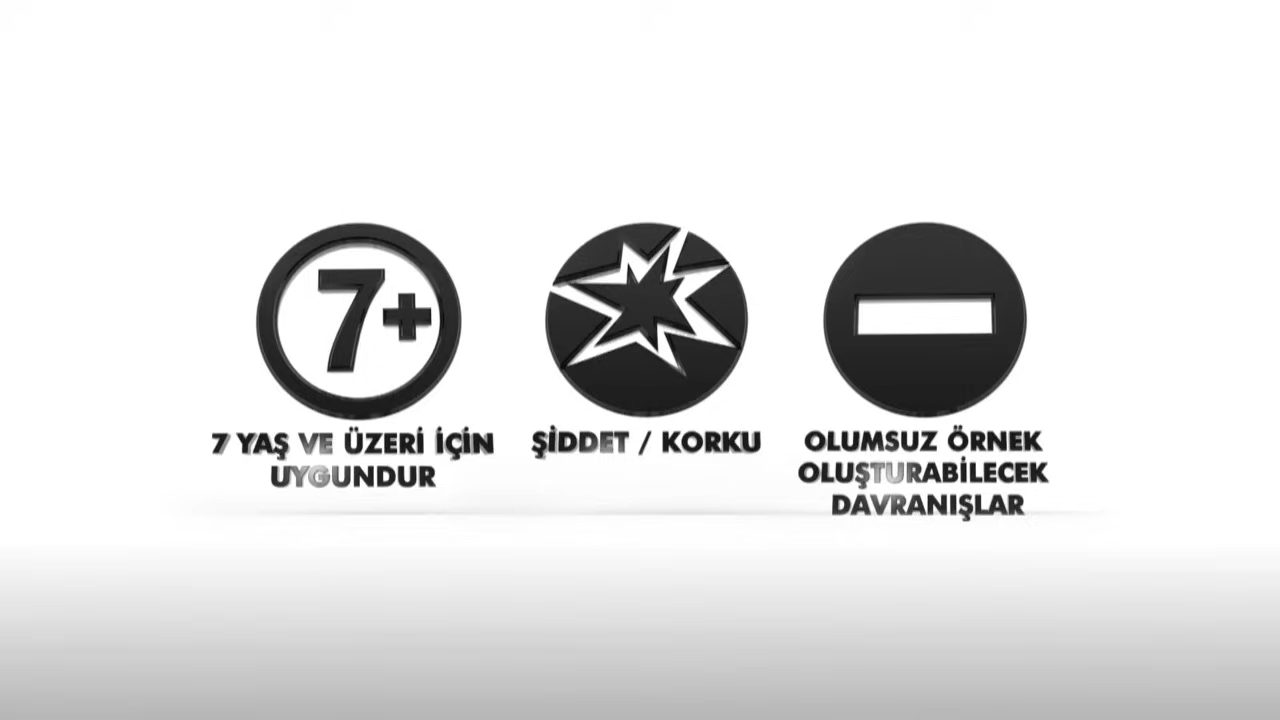 7+
7 YAŞ VE ÜZERİ İÇİN
UYGUNDUR
ŞİDDET / KORKU
OLUMSUZ ÖRNEK
OLUŞTURABİLECEK
DAVRANIŞLAR